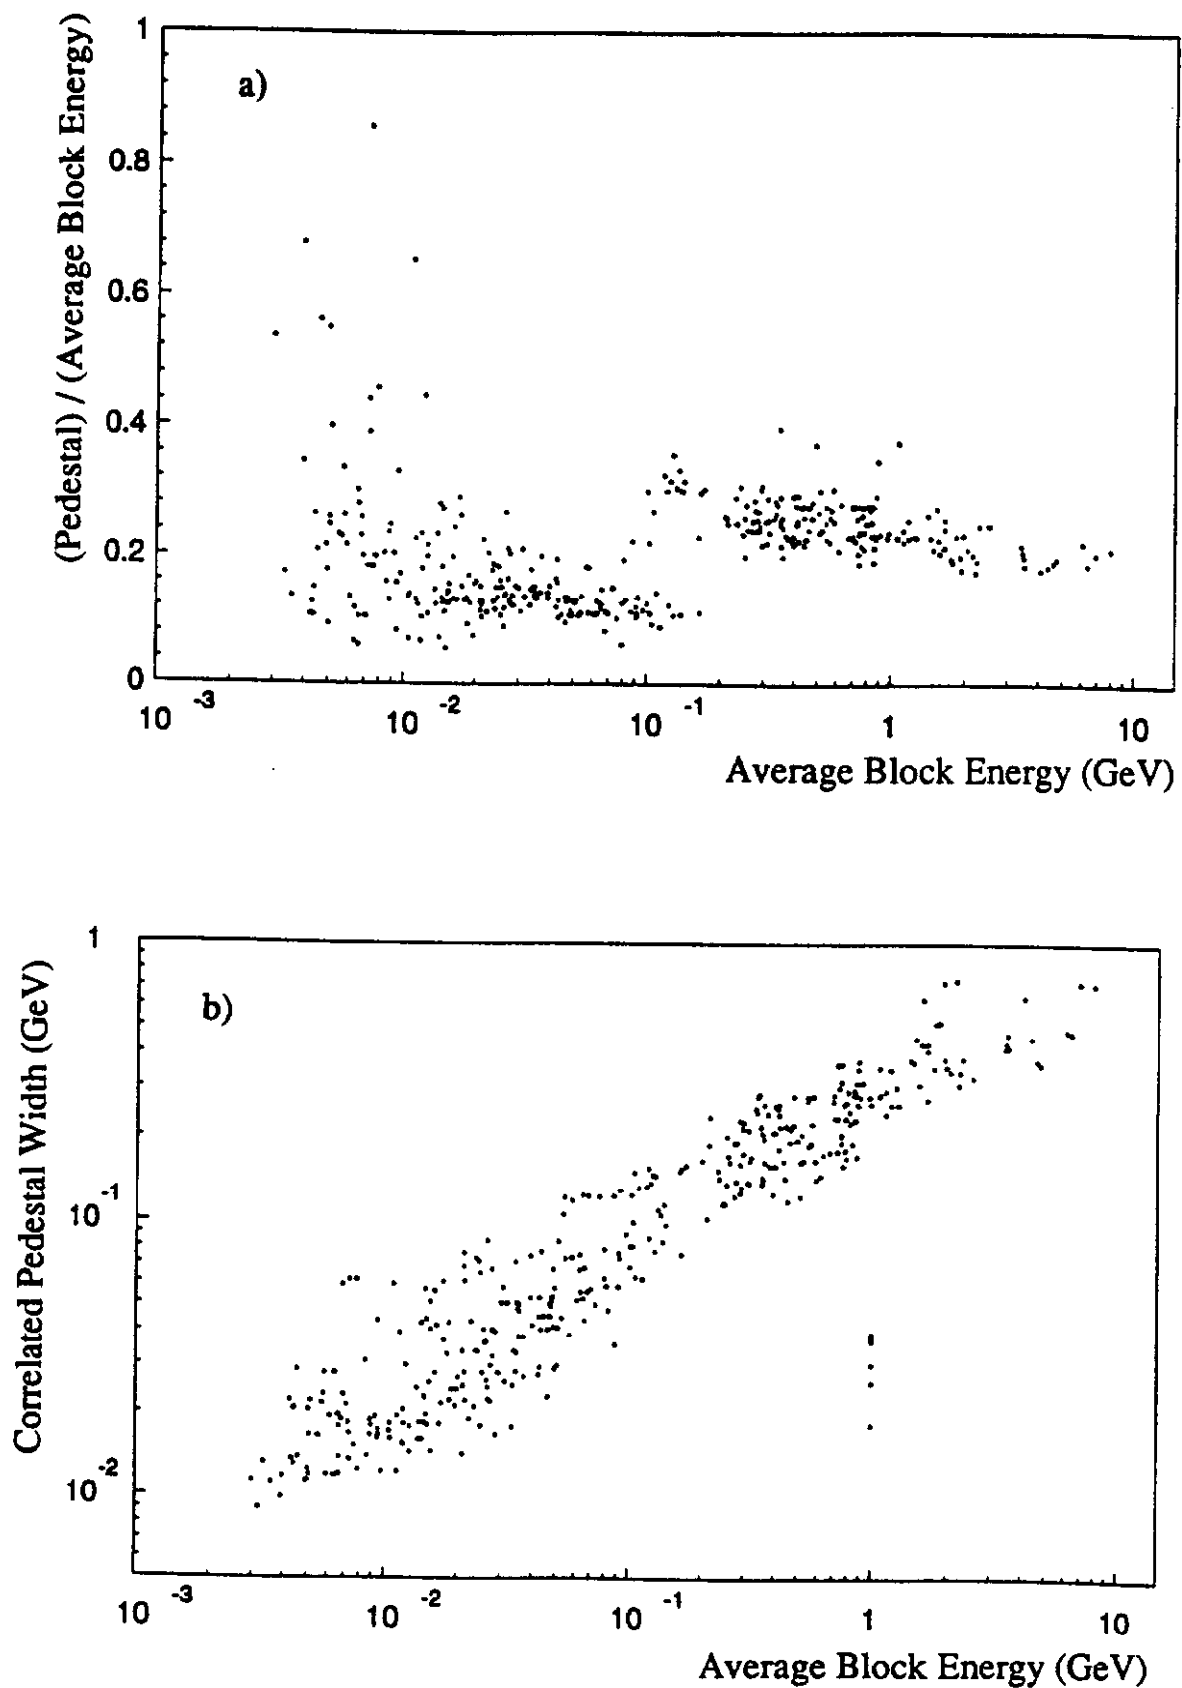 (Pedestal) / (Average Block Energy)
a)
1
0.8
0.6
0.4
0.2
0
10⁻³ 10⁻² 10⁻¹ 1 10
Average Block Energy (GeV)
Correlated Pedestal Width (GeV)
b)
1
10⁻¹
10⁻²
10⁻³ 10⁻² 10⁻¹ 1 10
Average Block Energy (GeV)